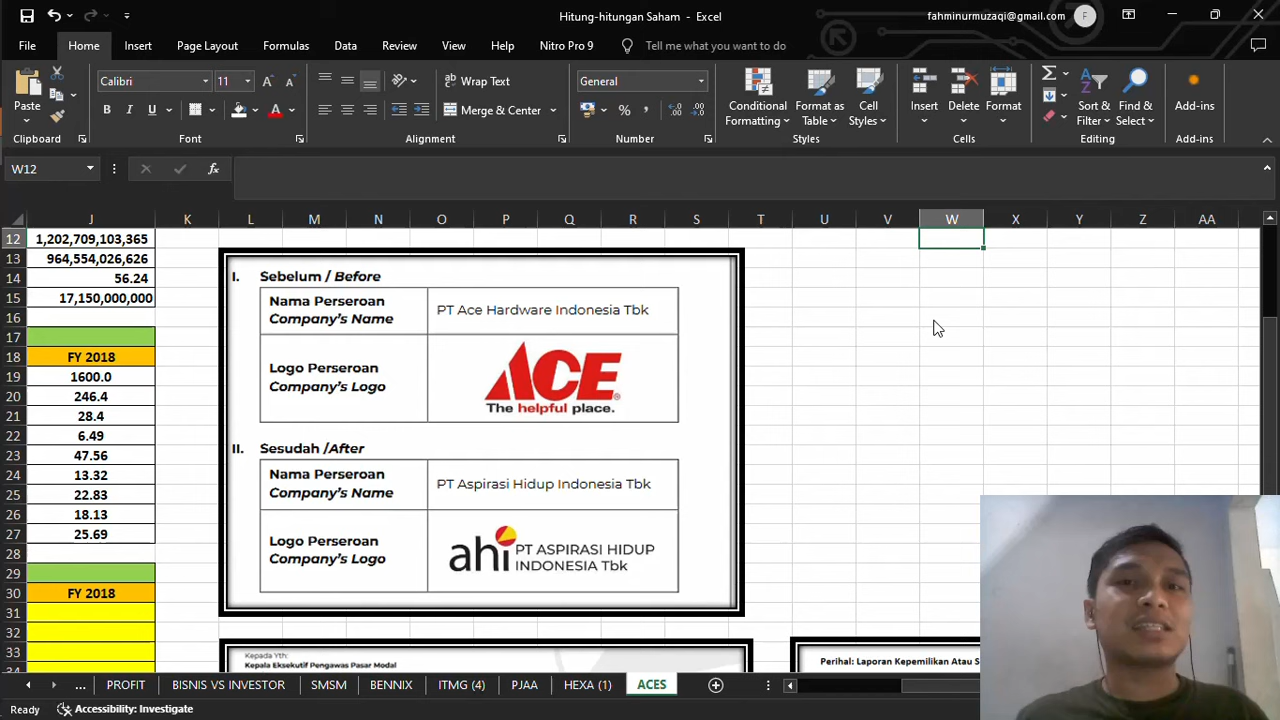 Hitung-hitungan Saham - Excel
fahminurmuzaqi@gmail.com
F
File Home Insert Page Layout Formulas Data Review View Help Nitro Pro 9 Tell me what you want to do
Calibri 11 Wrap Text General
Paste B I U A Merge & Center % , Conditional Formatting Format as Table Cell Styles Insert Delete Format Sort & Filter Find & Select Add-ins
Clipboard Font Alignment Number Styles Cells Editing Add-ins
W12 fx
J K L M N O P Q R S T U V W X Y Z AA
12 1,202,709,103,365
13 964,554,026,626
14 56.24
15 17,150,000,000
16
17
18 FY 2018
19 1600.0
20 246.4
21 28.4
22 6.49
23 47.56
24 13.32
25 22.83
26 18.13
27 25.69
28
29
30 FY 2018
31
32
33
I. Sebelum / Before
Nama Perseroan
Company's Name
PT Ace Hardware Indonesia Tbk
Logo Perseroan
Company's Logo
ACE
The helpful place.
II. Sesudah /After
Nama Perseroan
Company's Name
PT Aspirasi Hidup Indonesia Tbk
Logo Perseroan
Company's Logo
ahi PT ASPIRASI HIDUP
INDONESIA Tbk
Kepada Yth:
Kepala Eksekutif Pengawas Pasar Modal
Perihal: Laporan Kepemilikan Atau S
... PROFIT BISNIS VS INVESTOR SMSM BENNIX ITMG (4) PJAA HEXA (1) ACES
Ready Accessibility: Investigate